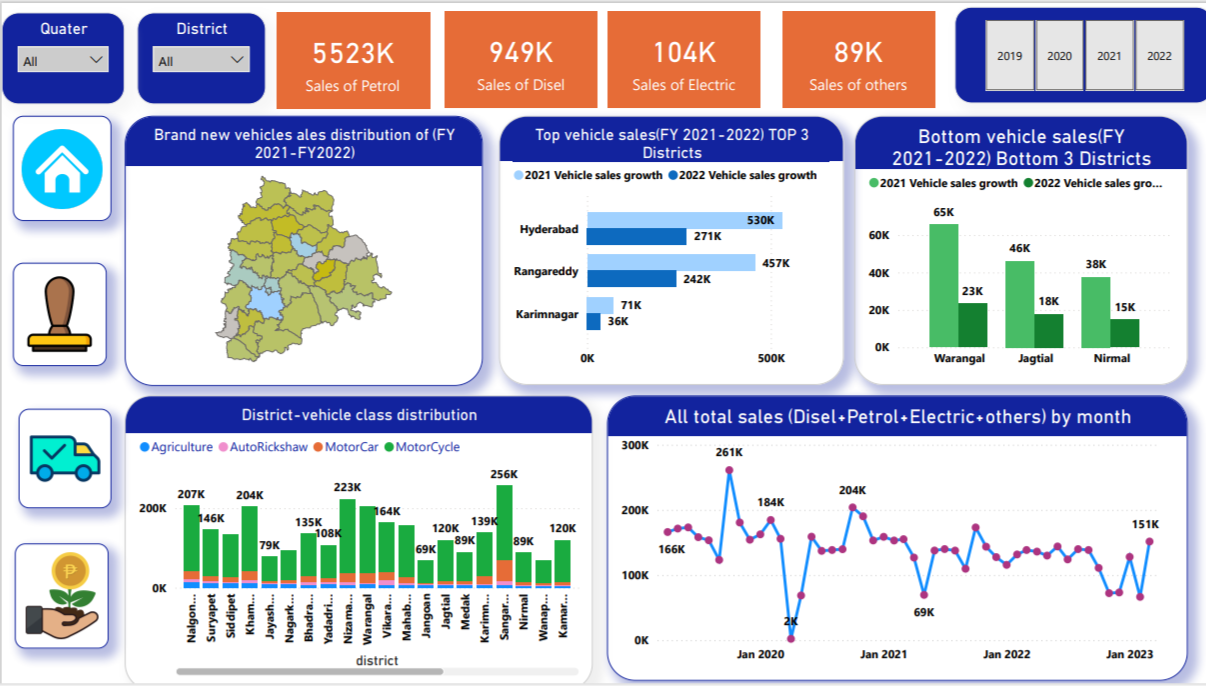 Quater
All
District
All
5523K
Sales of Petrol
949K
Sales of Disel
104K
Sales of Electric
89K
Sales of others
2019 2020 2021 2022
Brand new vehicles ales distribution of (FY
2021-FY2022)
Top vehicle sales(FY 2021-2022) TOP 3
Districts
2021 Vehicle sales growth 2022 Vehicle sales growth
Hyderabad 530K
271K
Rangareddy 457K
242K
Karimnagar 71K
36K
0K 500K
Bottom vehicle sales(FY
2021-2022) Bottom 3 Districts
2021 Vehicle sales growth 2022 Vehicle sales gro...
65K
60K 46K
38K
40K
23K
20K 18K 15K
0K
Warangal Jagtial Nirmal
District-vehicle class distribution
Agriculture AutoRickshaw MotorCar MotorCycle
256K
223K
207K 204K
200K 146K 135K 108K 164K 120K 139K 120K
79K 69K 89K 89K
0K
Nalgon...
Suryapet
Siddipet
Kham...
Jayash...
Nagark...
Bhadra...
Yadadri...
Nizama...
Warangal
Vikara...
Mahab...
Jangoan
Jagtial
Medak
Karimn...
Sangar...
Nirmal
Wanap...
Kamar...
district
All total sales (Disel+Petrol+Electric+others) by month
300K
261K
200K 184K 204K
166K 151K
100K
69K
2K
0K
Jan 2020 Jan 2021 Jan 2022 Jan 2023